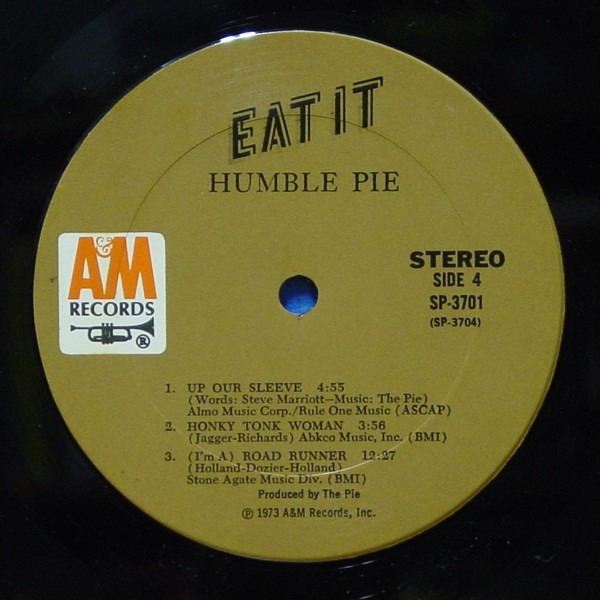 EAT IT
HUMBLE PIE
A&M
RECORDS
®
STEREO
SIDE 4
SP-3701
(SP-3704)
1. UP OUR SLEEVE 4:55
(Words: Steve Marriott—Music: The Pie)
Almo Music Corp./Rule One Music (ASCAP)
2. HONKY TONK WOMAN 3:56
(Jagger-Richards) Abkco Music, Inc. (BMI)
3. (I'm A) ROAD RUNNER 12:27
(Holland-Dozier-Holland)
Stone Agate Music Div. (BMI)
Produced by The Pie
℗ 1973 A&M Records, Inc.